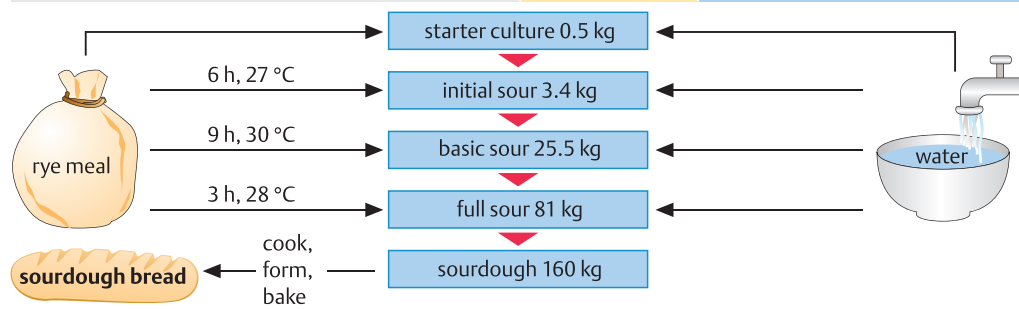 starter culture 0.5 kg
6 h, 27 °C
initial sour 3.4 kg
9 h, 30 °C
basic sour 25.5 kg
rye meal
water
3 h, 28 °C
full sour 81 kg
cook,
form,
bake
sourdough 160 kg
sourdough bread